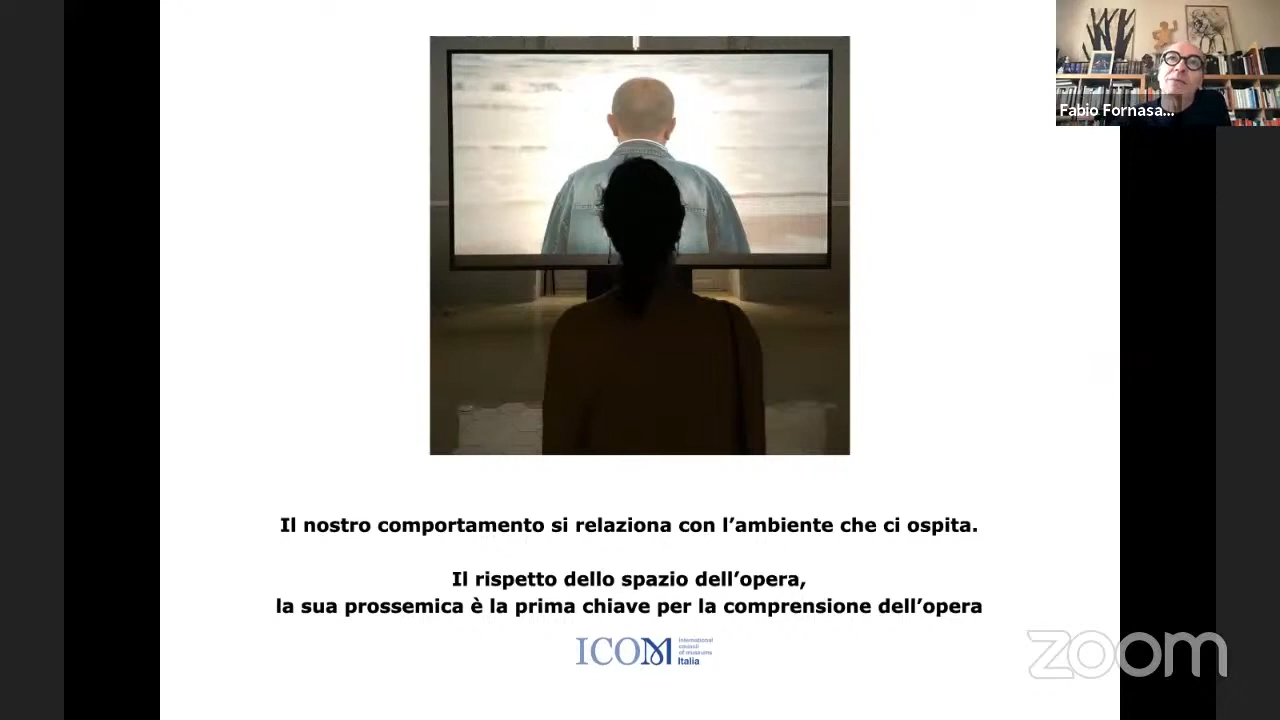 Fabio Fornasa...
Il nostro comportamento si relaziona con l’ambiente che ci ospita.
Il rispetto dello spazio dell’opera,
la sua prossemica è la prima chiave per la comprensione dell’opera
ICOM
international
council
of museums
Italia
zoom